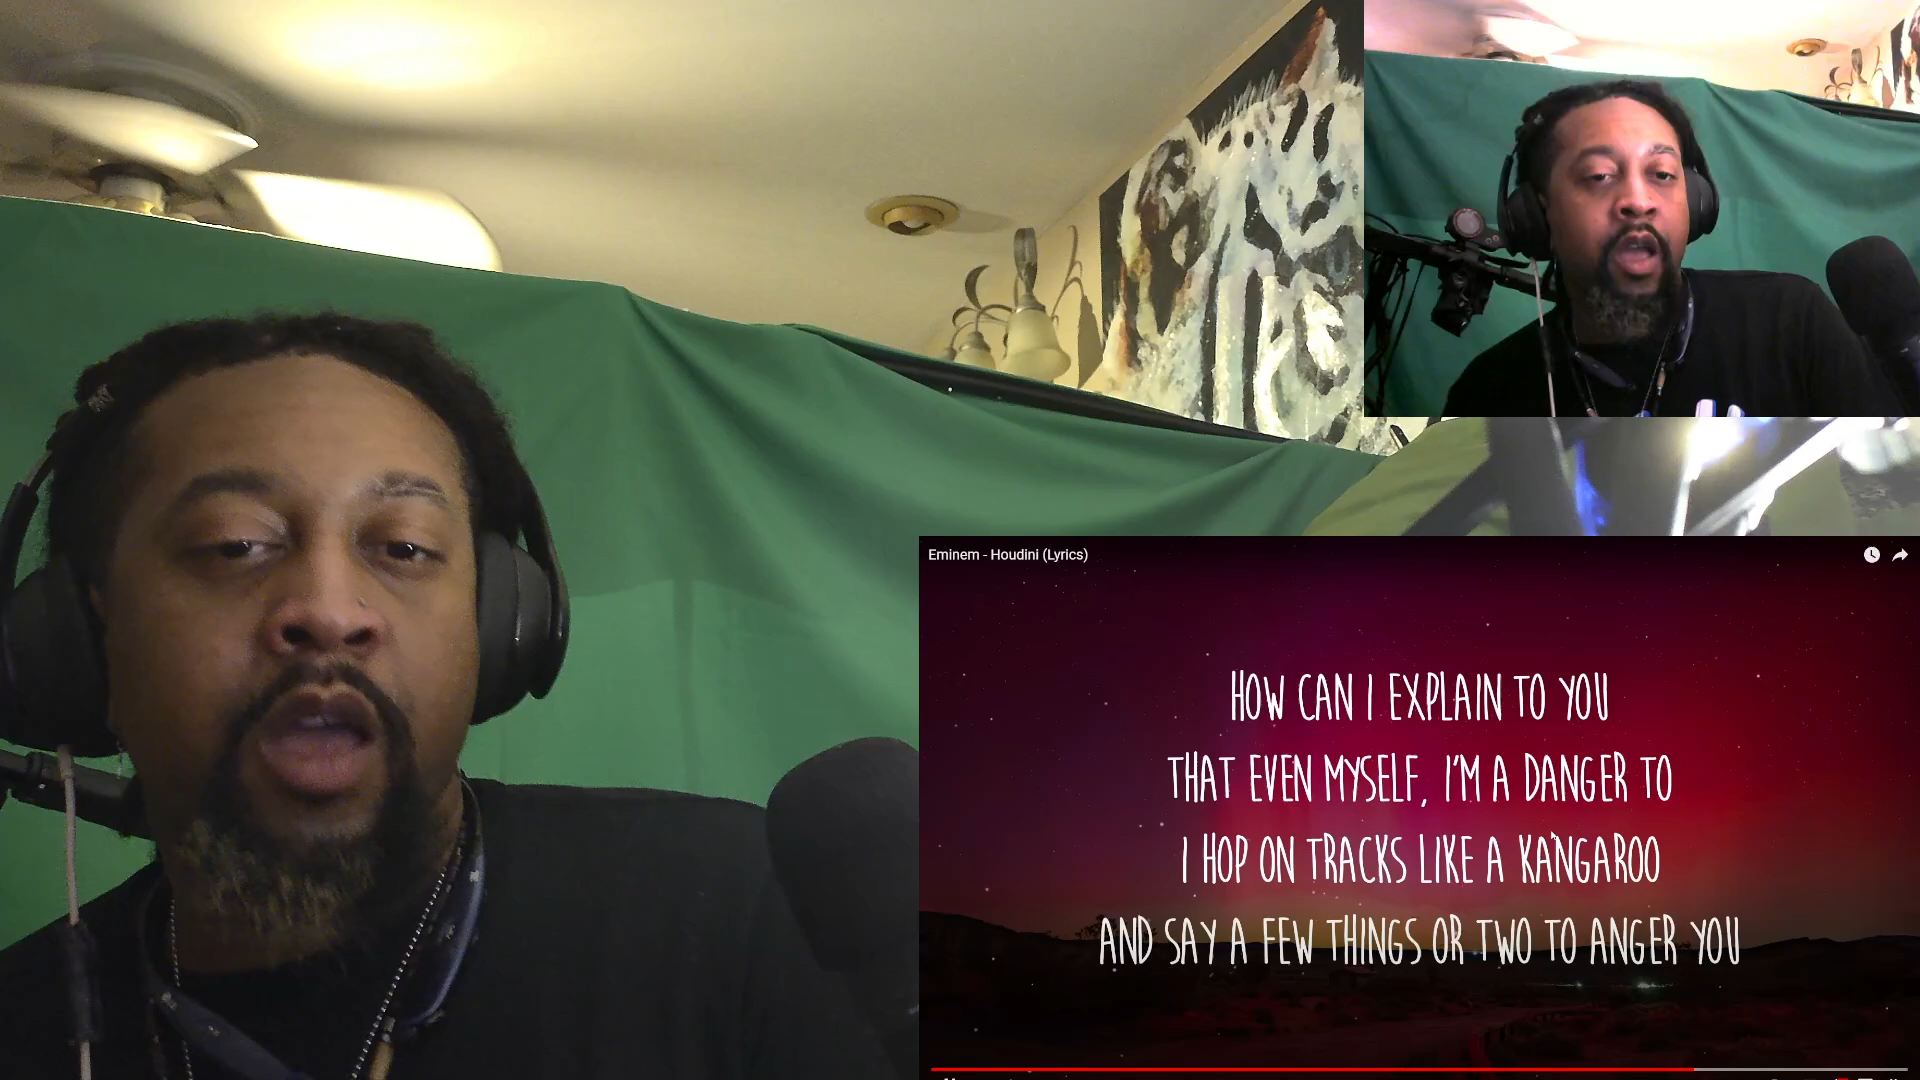 Eminem - Houdini (Lyrics)
HOW CAN I EXPLAIN TO YOU
THAT EVEN MYSELF, I'M A DANGER TO
I HOP ON TRACKS LIKE A KANGAROO
AND SAY A FEW THINGS OR TWO TO ANGER YOU